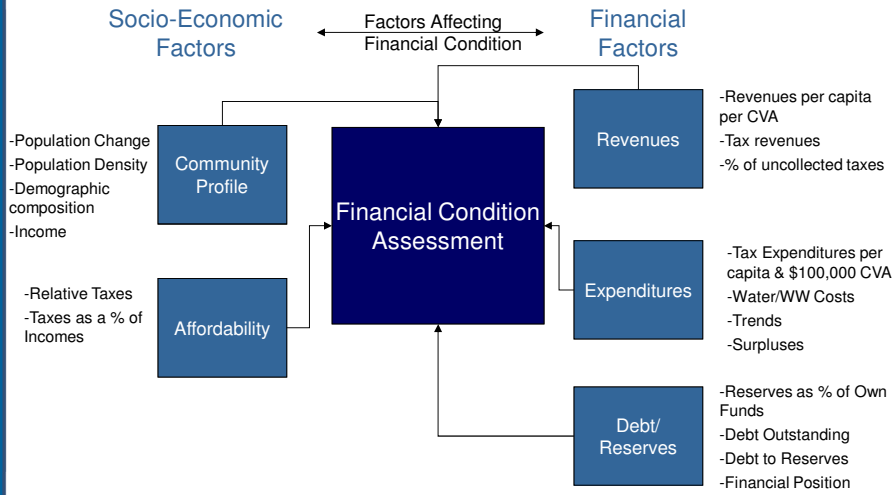 Socio-Economic
Factors
Factors Affecting
Financial Condition
Financial
Factors
-Population Change
-Population Density
-Demographic
composition
-Income
Community
Profile
-Relative Taxes
-Taxes as a % of
Incomes
Affordability
Financial Condition
Assessment
Revenues
-Revenues per capita
per CVA
-Tax revenues
-% of uncollected taxes
Expenditures
-Tax Expenditures per
capita & $100,000 CVA
-Water/WW Costs
-Trends
-Surpluses
Debt/
Reserves
-Reserves as % of Own
Funds
-Debt Outstanding
-Debt to Reserves
-Financial Position